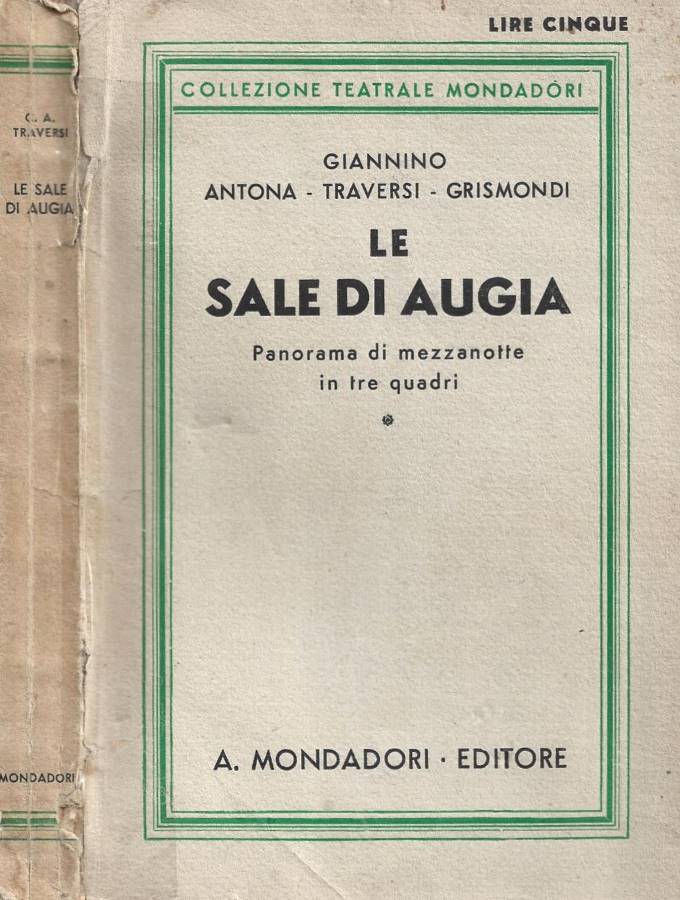 LIRE CINQUE
COLLEZIONE TEATRALE MONDADÓRI
GIANNINO
ANTONA - TRAVERSI - GRISMONDI
LE
SALE DI AUGIA
Panorama di mezzanotte
in tre quadri
A. MONDADORI · EDITORE
A.
TRAVERSI
LE SALE
DI AUGIA
MONDADORI